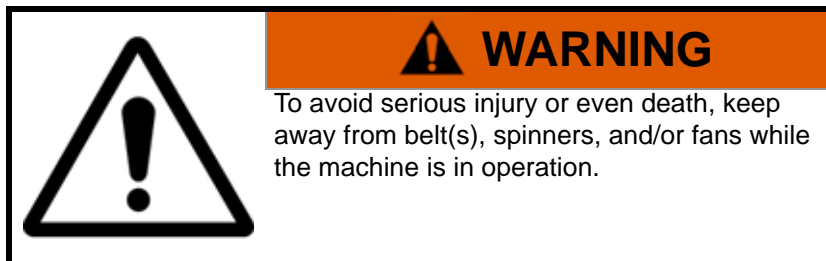 WARNING
To avoid serious injury or even death, keep
away from belt(s), spinners, and/or fans while
the machine is in operation.